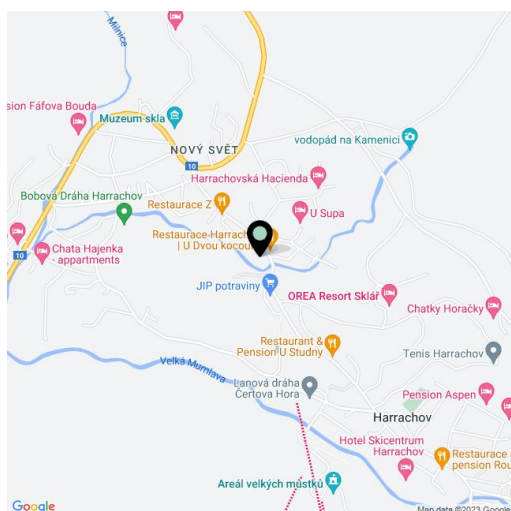 Milnice
sion Fáfova Bouda
Muzeum skla
NOVÝ SVĚT
vodopád na Kamenici
10
Harrachovská Hacienda
Bobová Dráha Harrachov
Restaurace Z
U Supa
Restaurace Harrach
| U Dvou kocou
10
Chata Hajenka
- appartments
JIP potraviny
OREA Resort Sklář
Chatky Horačky
Restaurant &
Pension U Studny
Velká Mumlava
Tenis Harrachov
Lanová dráha
Čertova Hora
Pension Aspen
Harrachov
Hotel Skicentrum
Harrachov
Restaurace
pension Rou
Areál velkých můstků
Google
Map data ©2023 Google